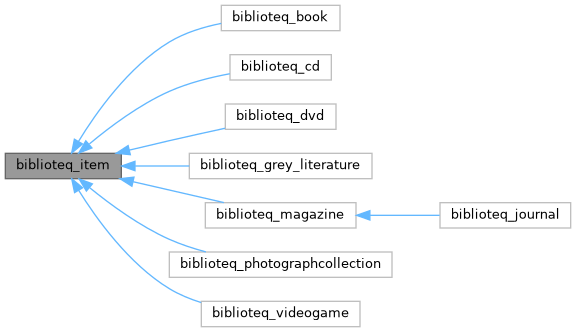 biblioteq_book
biblioteq_cd
biblioteq_dvd
biblioteq_item
biblioteq_grey_literature
biblioteq_magazine
biblioteq_journal
biblioteq_photographcollection
biblioteq_videogame